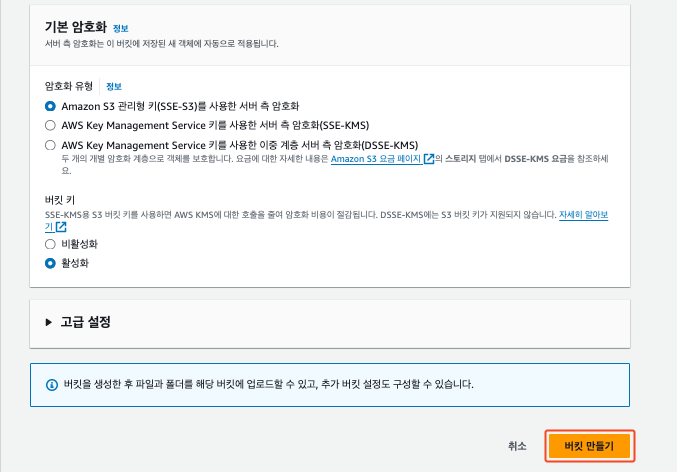 기본 암호화 정보
서버 측 암호화는 이 버킷에 저장된 새 객체에 자동으로 적용됩니다.
암호화 유형 정보
Amazon S3 관리형 키(SSE-S3)를 사용한 서버 측 암호화
AWS Key Management Service 키를 사용한 서버 측 암호화(SSE-KMS)
AWS Key Management Service 키를 사용한 이중 계층 서버 측 암호화(DSSE-KMS)
두 개의 개별 암호화 계층으로 객체를 보호합니다. 요금에 대한 자세한 내용은 Amazon S3 요금 페이지의 스토리지 탭에서 DSSE-KMS 요금을 참조하세
요.
버킷 키
SSE-KMS용 S3 버킷 키를 사용하면 AWS KMS에 대한 호출을 줄여 암호화 비용이 절감됩니다. DSSE-KMS에는 S3 버킷 키가 지원되지 않습니다. 자세히 알아보
기
비활성화
활성화
고급 설정
버킷을 생성한 후 파일과 폴더를 해당 버킷에 업로드할 수 있고, 추가 버킷 설정도 구성할 수 있습니다.
취소 버킷 만들기